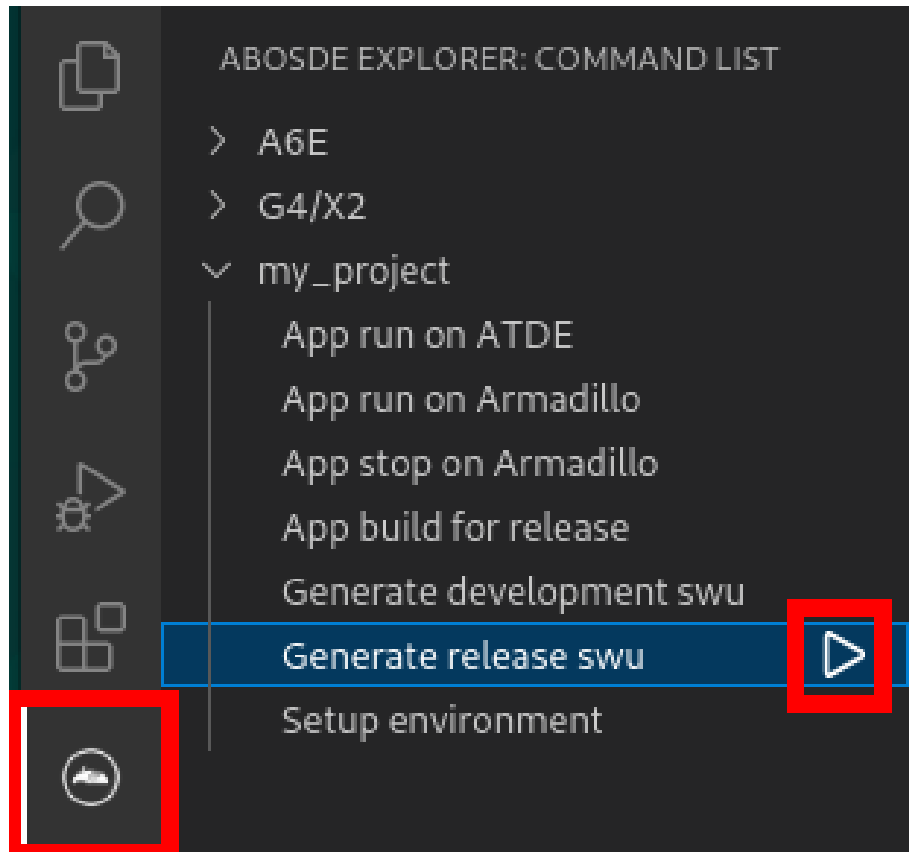 ABOSDE EXPLORER: COMMAND LIST
A6E
G4/X2
my_project
App run on ATDE
App run on Armadillo
App stop on Armadillo
App build for release
Generate development swu
Generate release swu
Setup environment